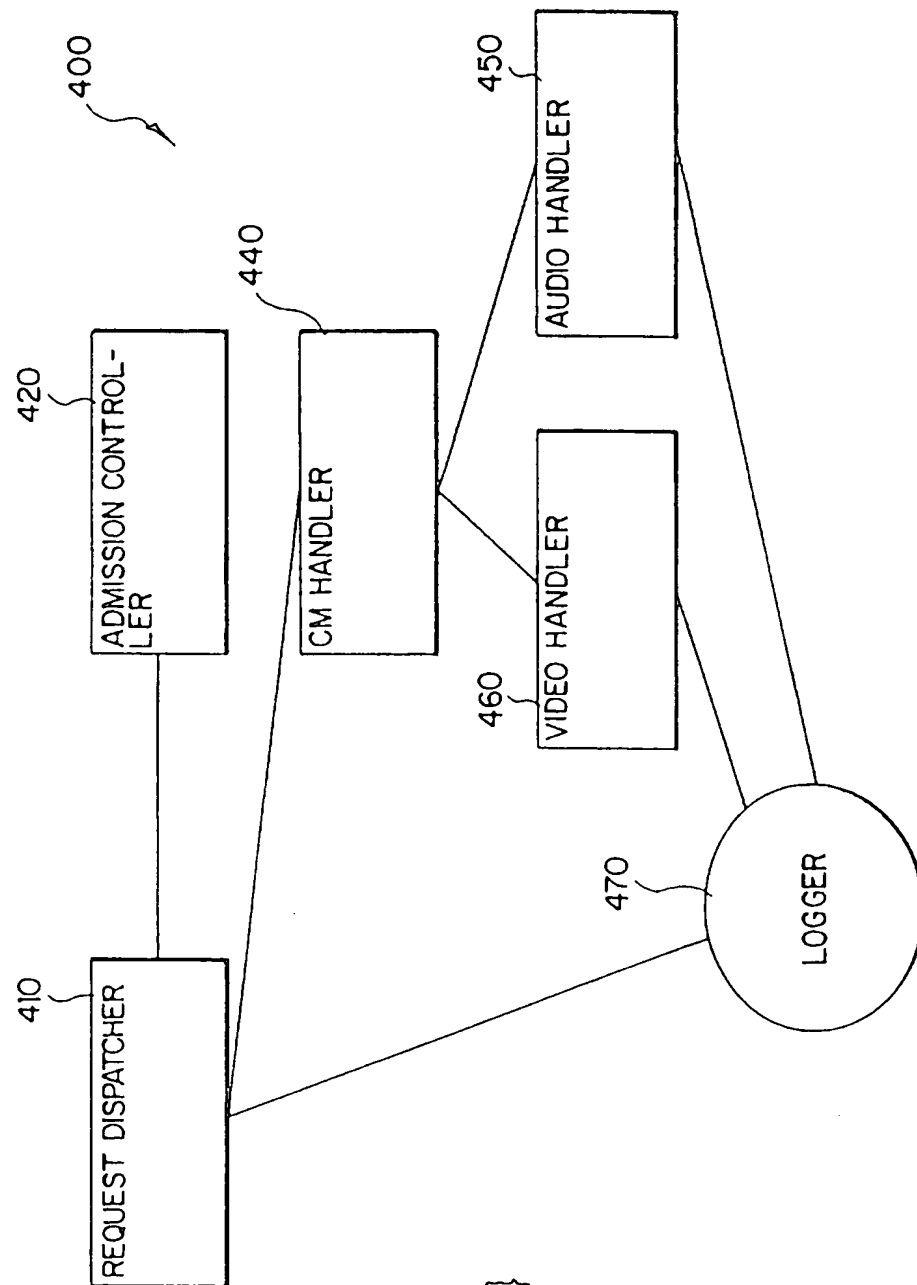 400
410
REQUEST DISPATCHER
420
ADMISSION CONTROL-
LER
440
CM HANDLER
460
VIDEO HANDLER
450
AUDIO HANDLER
470
LOGGER